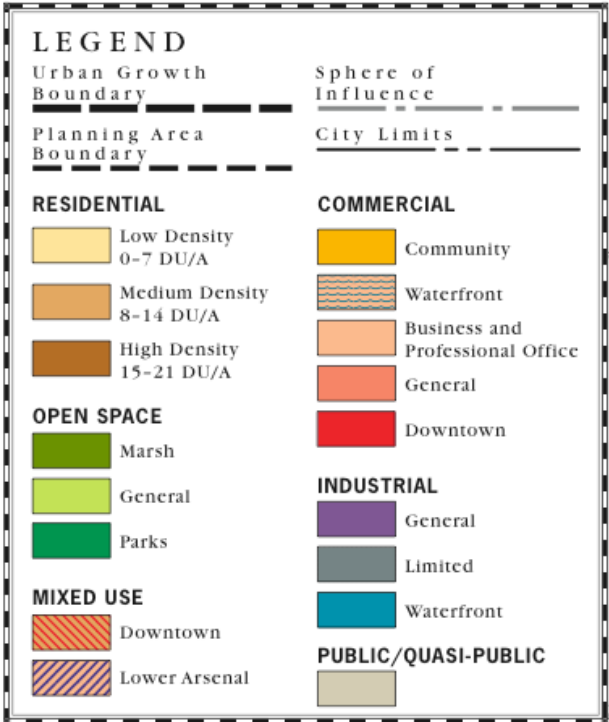 LEGEND
Urban Growth
Boundary
Planning Area
Boundary
Sphere of
Influence
City Limits
RESIDENTIAL
Low Density
0–7 DU/A
Medium Density
8–14 DU/A
High Density
15–21 DU/A
OPEN SPACE
Marsh
General
Parks
MIXED USE
Downtown
Lower Arsenal
COMMERCIAL
Community
Waterfront
Business and
Professional Office
General
Downtown
INDUSTRIAL
General
Limited
Waterfront
PUBLIC/QUASI-PUBLIC